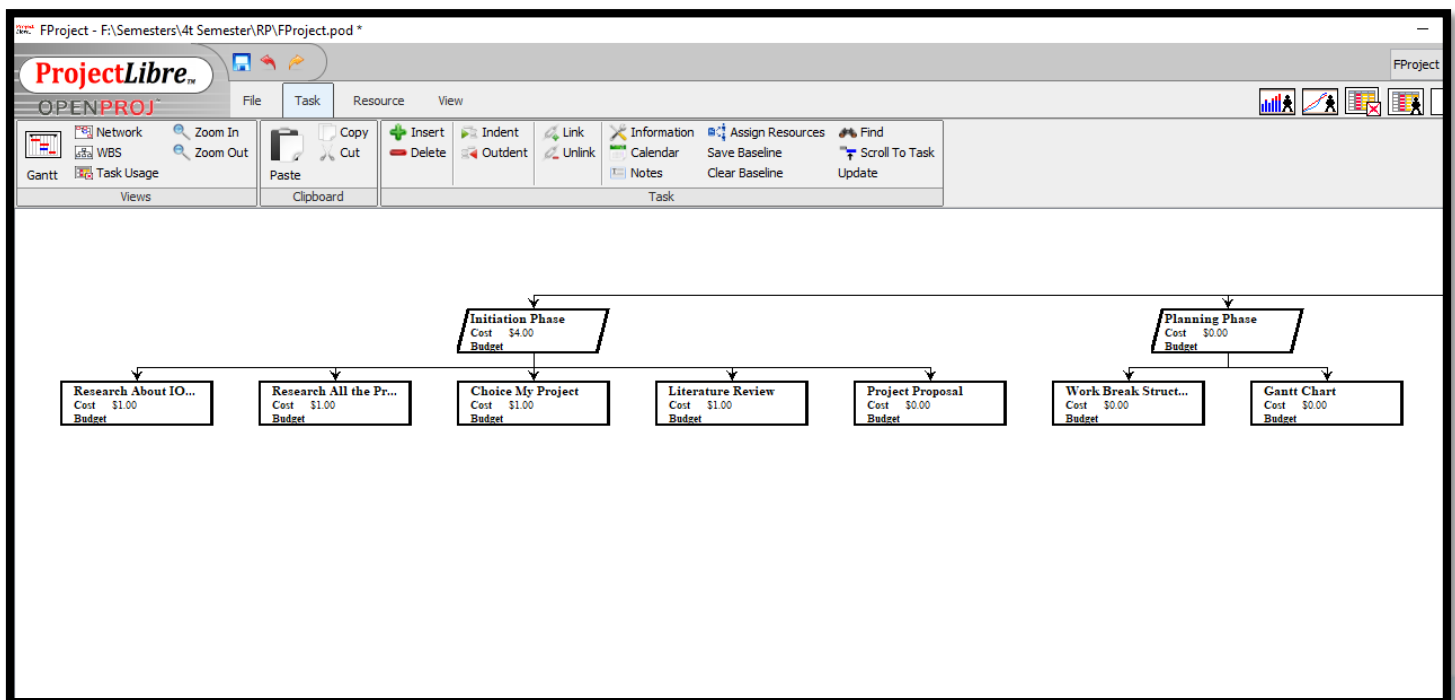 FProject - F:\Semesters\4t Semester\RP\FProject.pod *
ProjectLibre TM
OPENPROJ
FProject
File Task Resource View
Network Zoom In Copy Insert Indent Link Information Assign Resources Find
WBS Zoom Out Cut Delete Outdent Unlink Calendar Save Baseline Scroll To Task
Gantt Task Usage Paste Notes Clear Baseline Update
Views Clipboard Task
Initiation Phase
Cost $4.00
Budget
Planning Phase
Cost $0.00
Budget
Research About IO...
Cost $1.00
Budget
Research All the Pr...
Cost $1.00
Budget
Choice My Project
Cost $1.00
Budget
Literature Review
Cost $1.00
Budget
Project Proposal
Cost $0.00
Budget
Work Break Struct...
Cost $0.00
Budget
Gantt Chart
Cost $0.00
Budget